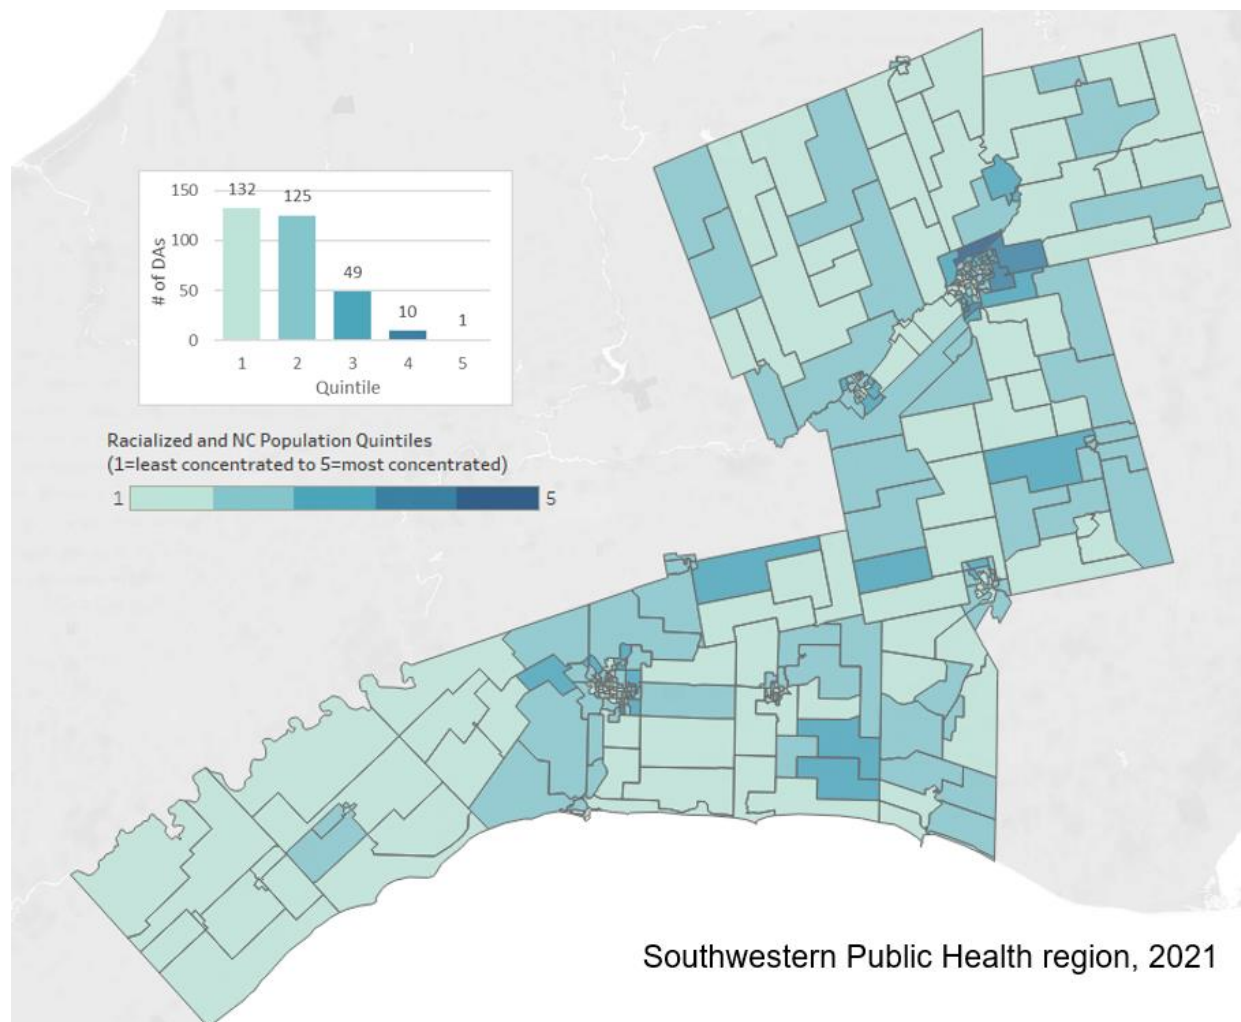 150
132
125
100
# of DAs
50
49
10
1
0
1 2 3 4 5
Quintile
Racialized and NC Population Quintiles
(1=least concentrated to 5=most concentrated)
1 5
Southwestern Public Health region, 2021